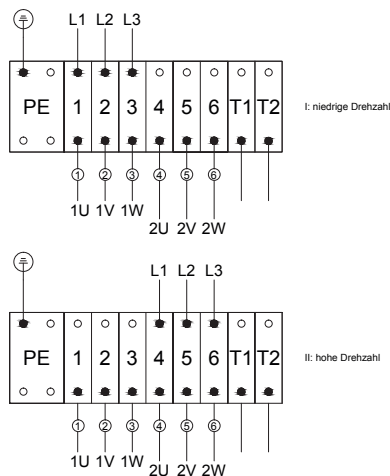 L1 L2 L3
PE 1 2 3 4 5 6 T1 T2
I: niedrige Drehzahl
① ② ③ ④ ⑤ ⑥
1U 1V 1W
2U 2V 2W
L1 L2 L3
PE 1 2 3 4 5 6 T1 T2
II: hohe Drehzahl
① ② ③ ④ ⑤ ⑥
1U 1V 1W
2U 2V 2W